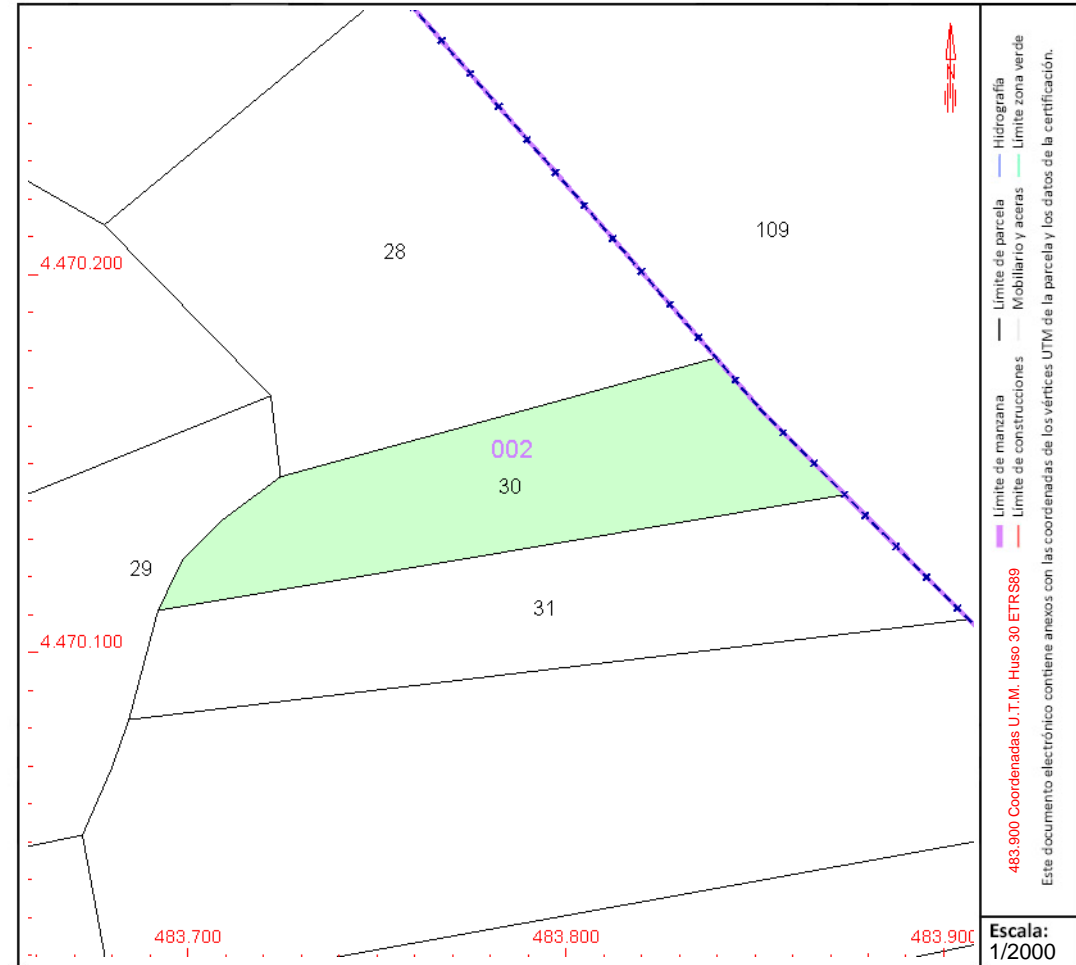 109
28
4.470.200
002
30
29
31
4.470.100
483.700
483.800
483.900
N
Límite de manzana
Límite de parcela
Hidrografía
Límite de construcciones
Mobiliario y aceras
Límite zona verde
483.900 Coordenadas U.T.M. Huso 30 ETRS89
Este documento electrónico contiene anexos con las coordenadas de los vértices UTM de la parcela y los datos de la certificación.
Escala:
1/2000